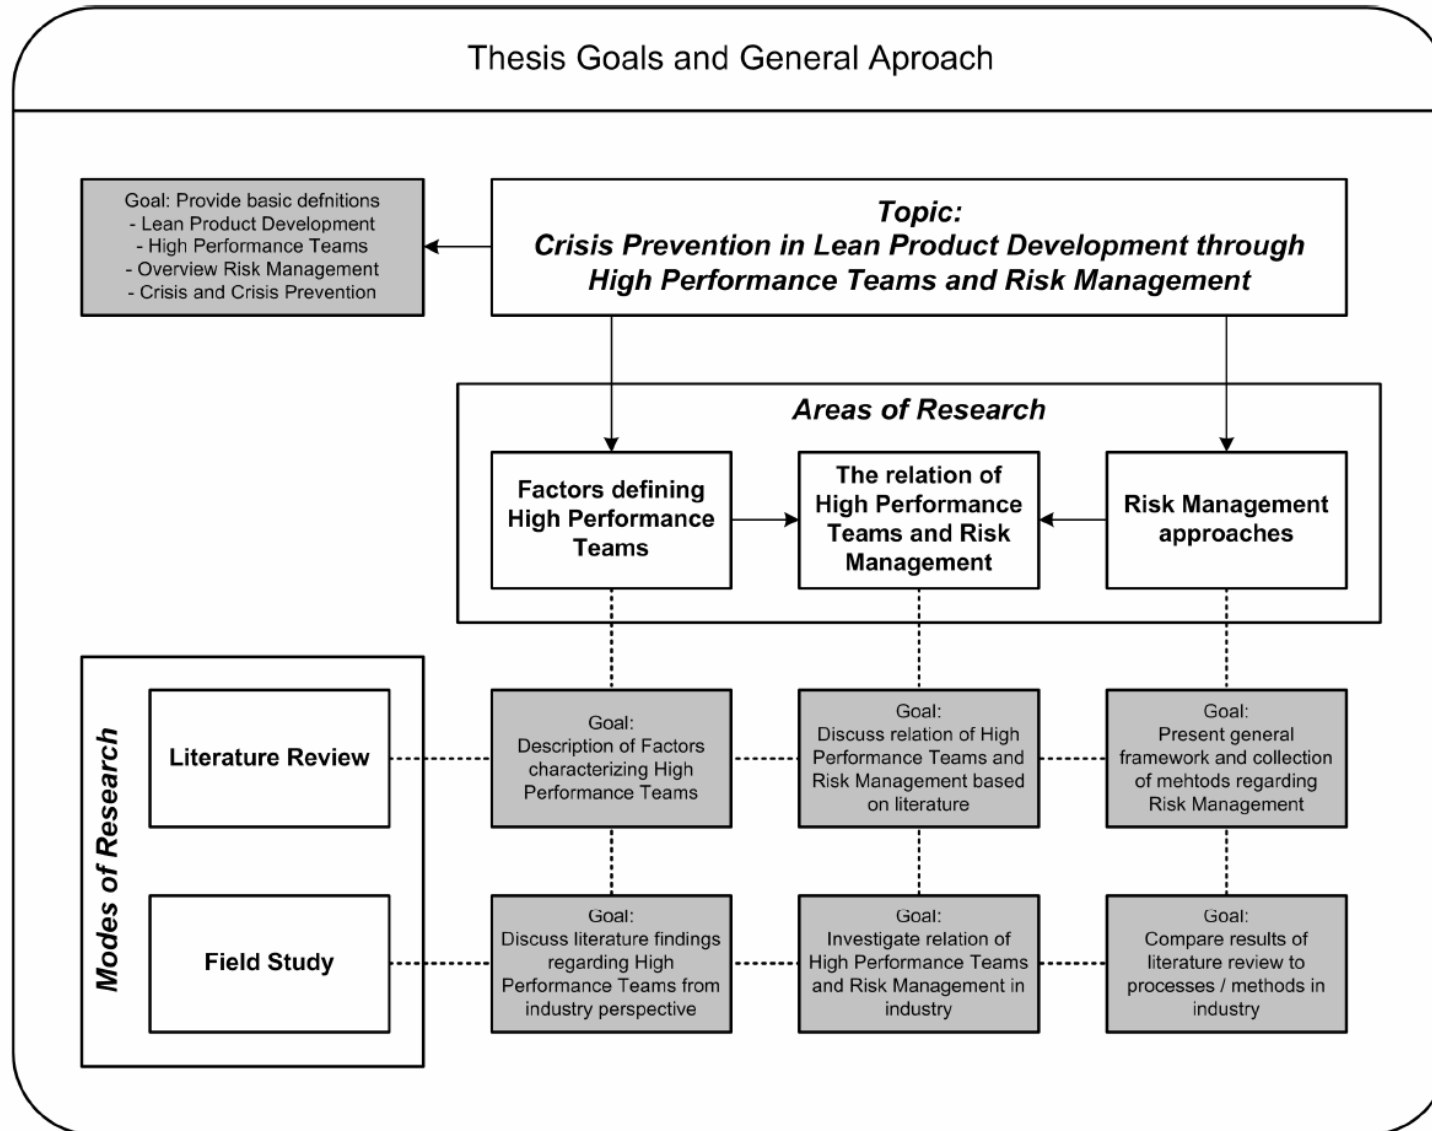 Thesis Goals and General Aproach
Goal: Provide basic defnitions
- Lean Product Development
- High Performance Teams
- Overview Risk Management
- Crisis and Crisis Prevention
Topic:
Crisis Prevention in Lean Product Development through
High Performance Teams and Risk Management
Areas of Research
Factors defining
High Performance
Teams
The relation of
High Performance
Teams and Risk
Management
Risk Management
approaches
Modes of Research
Literature Review
Goal:
Description of Factors
characterizing High
Performance Teams
Goal:
Discuss relation of High
Performance Teams and
Risk Management based
on literature
Goal:
Present general
framework and collection
of mehtods regarding
Risk Management
Field Study
Goal:
Discuss literature findings
regarding High
Performance Teams from
industry perspective
Goal:
Investigate relation of
High Performance Teams
and Risk Management in
industry
Goal:
Compare results of
literature review to
processes / methods in
industry